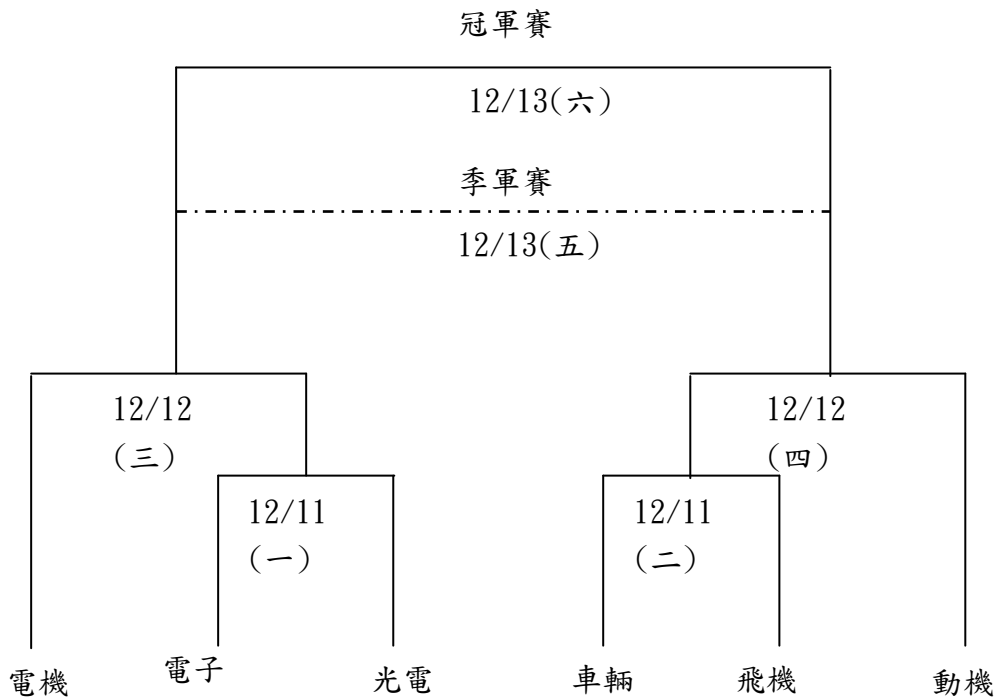 冠軍賽
12/13(六)
季軍賽
12/13(五)
12/12
(三)
12/12
(四)
12/11
(一)
12/11
(二)
電機
電子
光電
車輛
飛機
動機